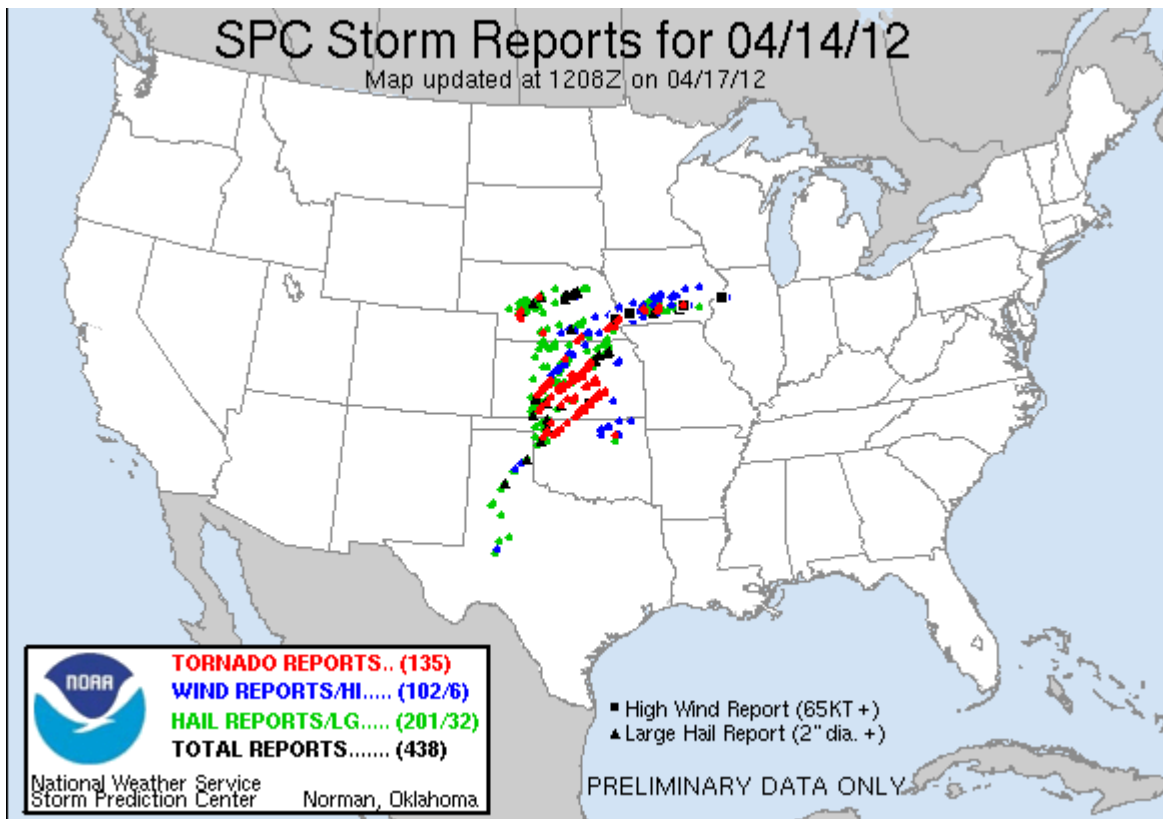 SPC Storm Reports for 04/14/12
Map updated at 1208Z on 04/17/12
NOAA
TORNADO REPORTS.. (135)
WIND REPORTS/HI..... (102/6)
HAIL REPORTS/LG..... (201/32)
TOTAL REPORTS....... (438)
National Weather Service
Storm Prediction Center Norman, Oklahoma
■ High Wind Report (65KT +)
▲ Large Hail Report (2" dia. +)
PRELIMINARY DATA ONLY